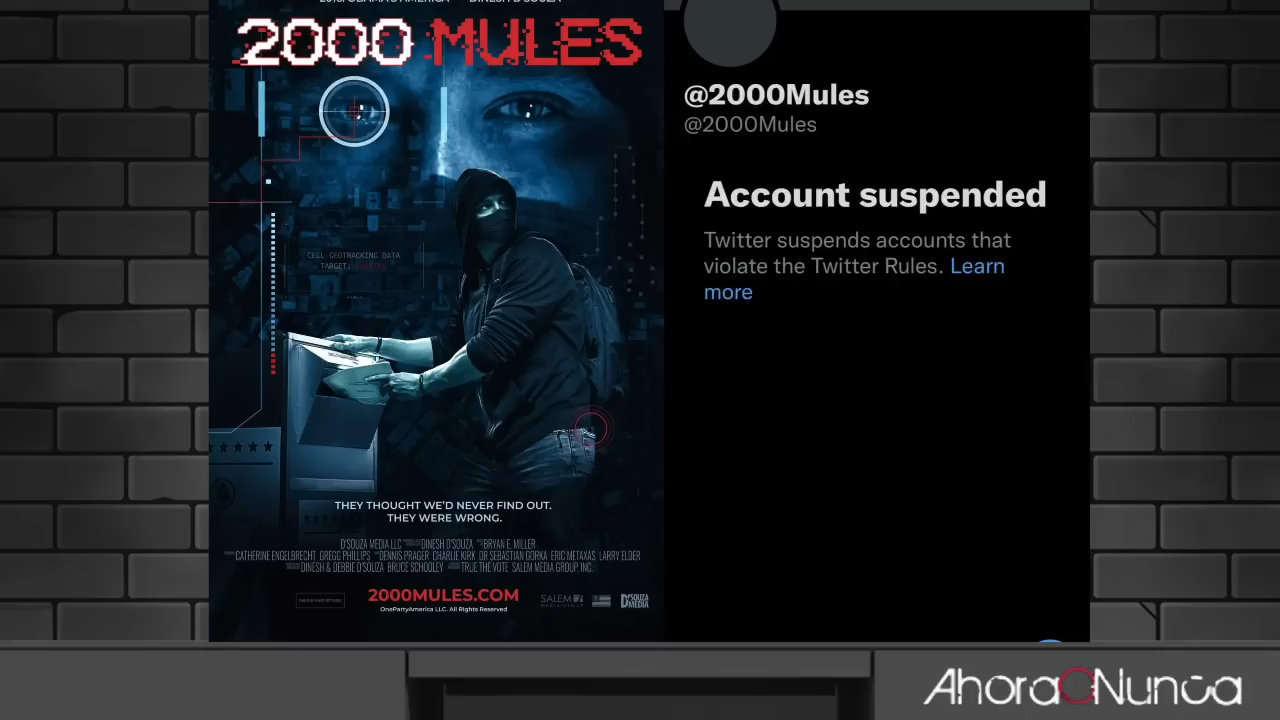 2000 MULES
CELL GEOTRACKING DATA
TARGET:
THEY THOUGHT WE'D NEVER FIND OUT.
THEY WERE WRONG.
D'SOUZA MEDIA LLC DINESH D'SOUZA BRYAN E. MILLER
CATHERINE ENGELBRECHT GREGG PHILLIPS DENNIS PRAGER CHARLIE KIRK DR SEBASTIAN GORKA ERIC METAXAS LARRY ELDER
DINESH & DEBBIE D'SOUZA BRUCE SCHOOLEY TRUE THE VOTE SALEM MEDIA GROUP, INC.
2000MULES.COM
OnePartyAmerica LLC. All Rights Reserved
SALEM
MEDIA GROUP
D'SOUZA
MEDIA
@2000Mules
@2000Mules
Account suspended
Twitter suspends accounts that
violate the Twitter Rules. Learn
more
AhoraONunca